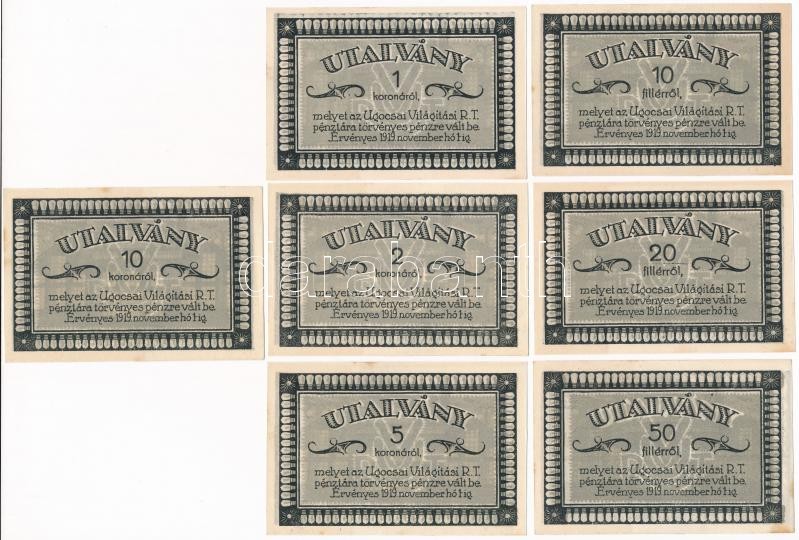 UTALVÁNY
1
koronáról,
melyet az Ugocsai Világítási R.T.
pénztára törvényes pénzre vált be.
Érvényes 1919 november hó 1 ig.
UTALVÁNY
10
fillérről,
melyet az Ugocsai Világítási R.T.
pénztára törvényes pénzre vált be.
Érvényes 1919 november hó 1 ig.
UTALVÁNY
10
koronáról,
melyet az Ugocsai Világítási R.T.
pénztára törvényes pénzre vált be.
Érvényes 1919 november hó 1 ig.
UTALVÁNY
2
koronáról,
melyet az Ugocsai Világítási R.T.
pénztára törvényes pénzre vált be.
Érvényes 1919 november hó 1 ig.
UTALVÁNY
20
fillérről,
melyet az Ugocsai Világítási R.T.
pénztára törvényes pénzre vált be.
Érvényes 1919 november hó 1 ig.
darabanth
UTALVÁNY
5
koronáról,
melyet az Ugocsai Világítási R.T.
pénztára törvényes pénzre vált be.
Érvényes 1919 november hó 1 ig.
UTALVÁNY
50
fillérről,
melyet az Ugocsai Világítási R.T.
pénztára törvényes pénzre vált be.
Érvényes 1919 november hó 1 ig.